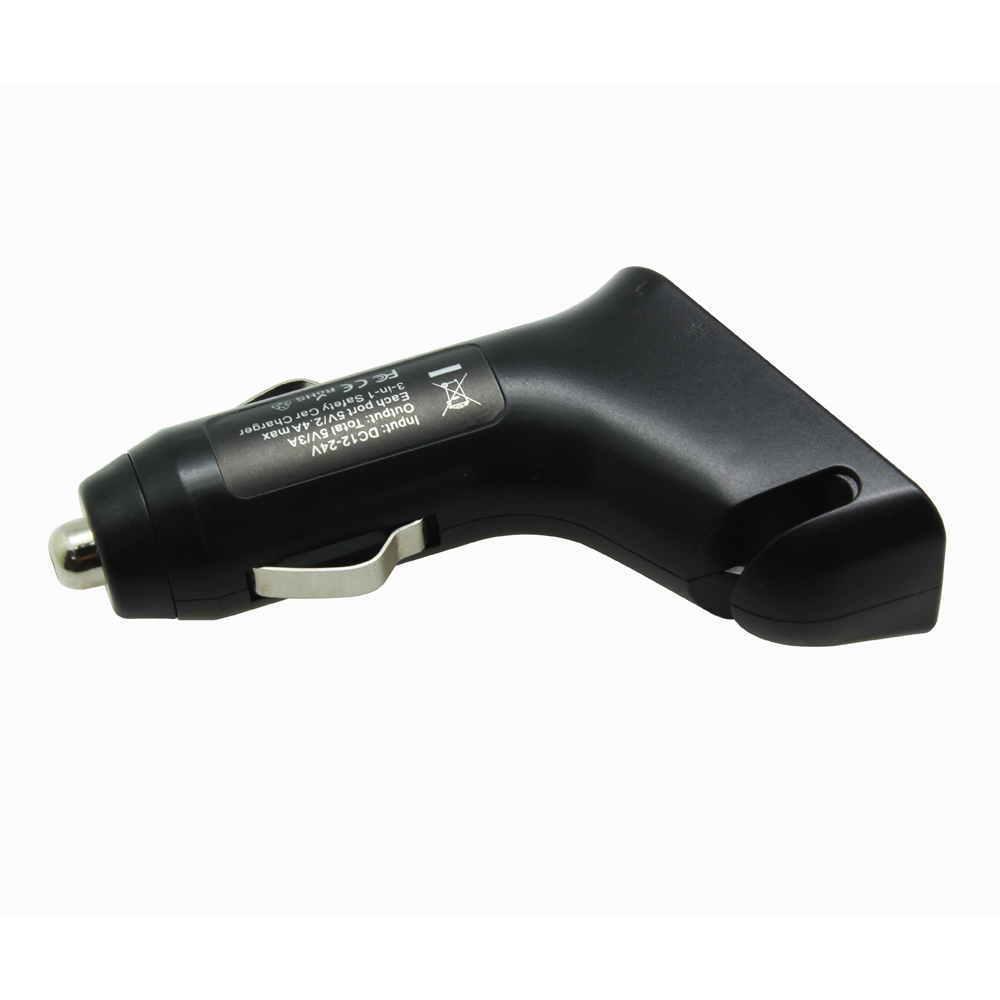 Input: DC12-24V
Output: Total 5V/3A
Each port 5V/2.4A max
3-in-1 Safety Car Charger
FC CE RoHS